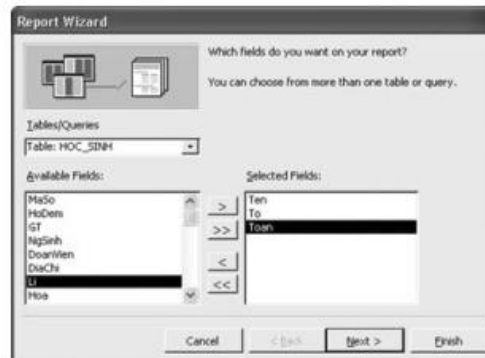 Report Wizard
Which fields do you want on your report?
You can choose from more than one table or query.
Tables/Queries
Table: HOC_SINH
Available Fields:
MaSo
HoDem
GT
NgSinh
DoanVien
DiaChi
Li
Hoa
>
>>
<
<<
Selected Fields:
Ten
To
Toan
Cancel
< Back
Next >
Finish